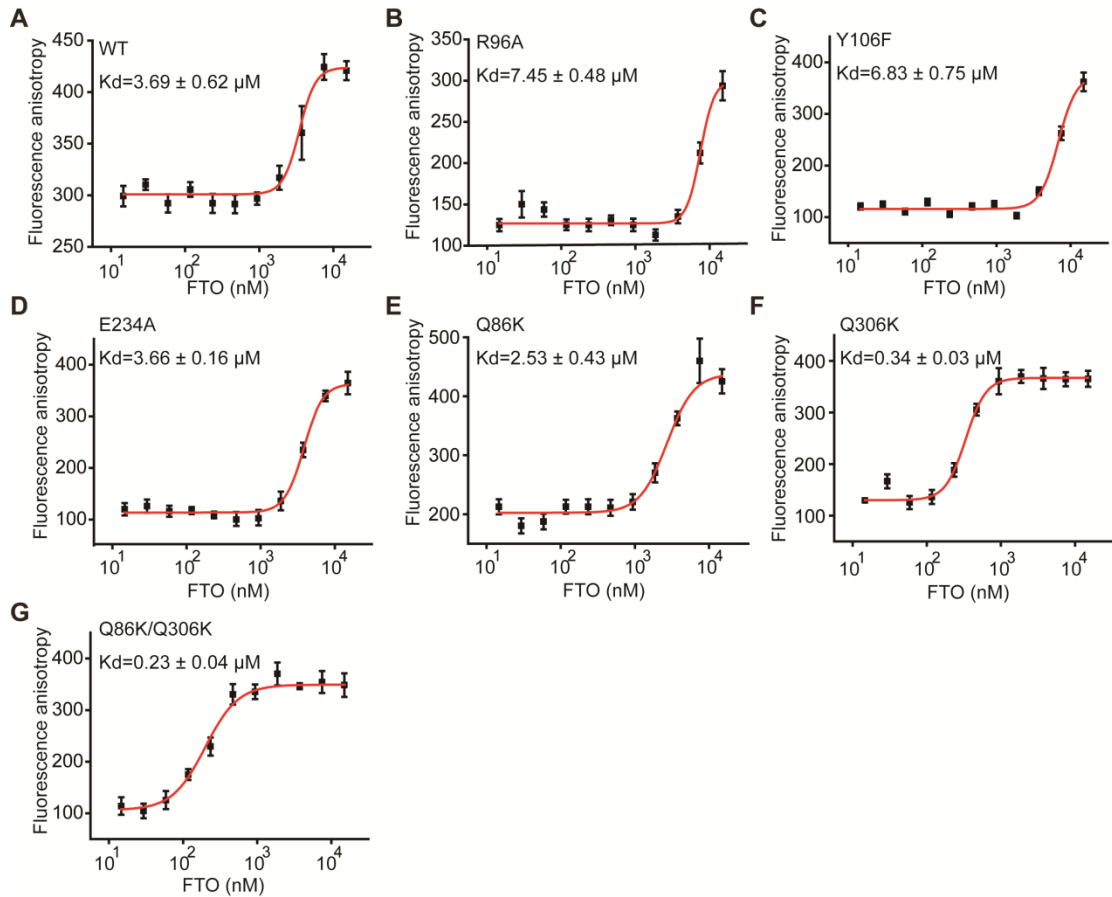 A
WT
Kd=3.69 ± 0.62 µM
Fluorescence anisotropy
450
400
350
300
250
10¹ 10² 10³ 10⁴
FTO (nM)
B
R96A
Kd=7.45 ± 0.48 µM
Fluorescence anisotropy
300
250
200
150
100
10¹ 10² 10³ 10⁴
FTO (nM)
C
Y106F
Kd=6.83 ± 0.75 µM
Fluorescence anisotropy
400
300
200
100
10¹ 10² 10³ 10⁴
FTO (nM)
D
E234A
Kd=3.66 ± 0.16 µM
Fluorescence anisotropy
400
300
200
100
10¹ 10² 10³ 10⁴
FTO (nM)
E
Q86K
Kd=2.53 ± 0.43 µM
Fluorescence anisotropy
500
400
300
200
10¹ 10² 10³ 10⁴
FTO (nM)
F
Q306K
Kd=0.34 ± 0.03 µM
Fluorescence anisotropy
400
300
200
100
10¹ 10² 10³ 10⁴
FTO (nM)
G
Q86K/Q306K
Kd=0.23 ± 0.04 µM
Fluorescence anisotropy
400
300
200
100
10¹ 10² 10³ 10⁴
FTO (nM)